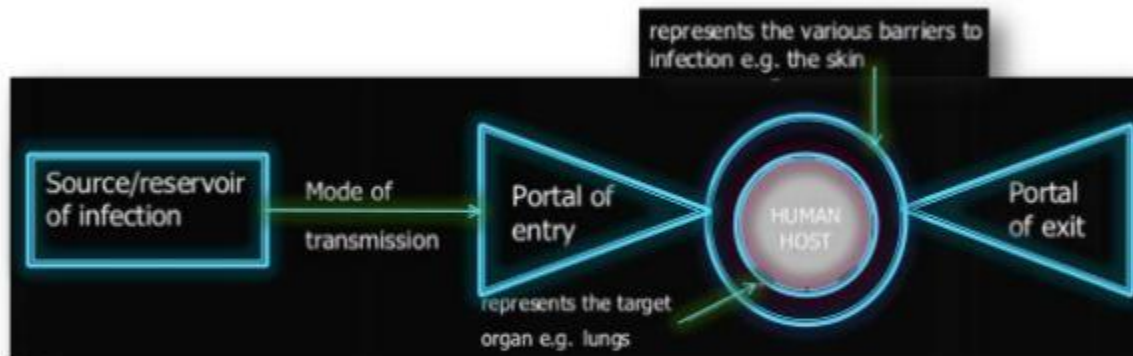 represents the various barriers to
infection e.g. the skin
Source/reservoir
of infection
Mode of
transmission
Portal of
entry
HUMAN
HOST
Portal
of exit
represents the target
organ e.g. lungs